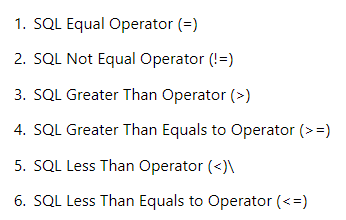 1. SQL Equal Operator (=)
2. SQL Not Equal Operator (!=)
3. SQL Greater Than Operator (>)
4. SQL Greater Than Equals to Operator (>=)
5. SQL Less Than Operator (<)\
6. SQL Less Than Equals to Operator (<=)